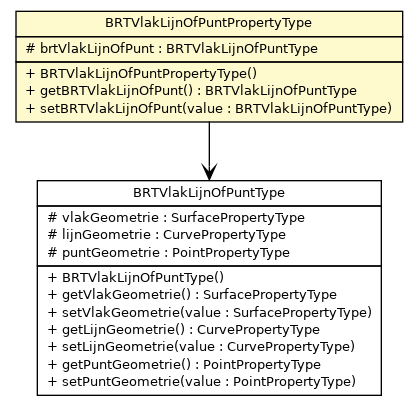 BRTVlakLijnOfPuntPropertyType
# brtVlakLijnOfPunt : BRTVlakLijnOfPuntType
+ BRTVlakLijnOfPuntPropertyType()
+ getBRTVlakLijnOfPunt() : BRTVlakLijnOfPuntType
+ setBRTVlakLijnOfPunt(value : BRTVlakLijnOfPuntType)
BRTVlakLijnOfPuntType
# vlakGeometrie : SurfacePropertyType
# lijnGeometrie : CurvePropertyType
# puntGeometrie : PointPropertyType
+ BRTVlakLijnOfPuntType()
+ getVlakGeometrie() : SurfacePropertyType
+ setVlakGeometrie(value : SurfacePropertyType)
+ getLijnGeometrie() : CurvePropertyType
+ setLijnGeometrie(value : CurvePropertyType)
+ getPuntGeometrie() : PointPropertyType
+ setPuntGeometrie(value : PointPropertyType)